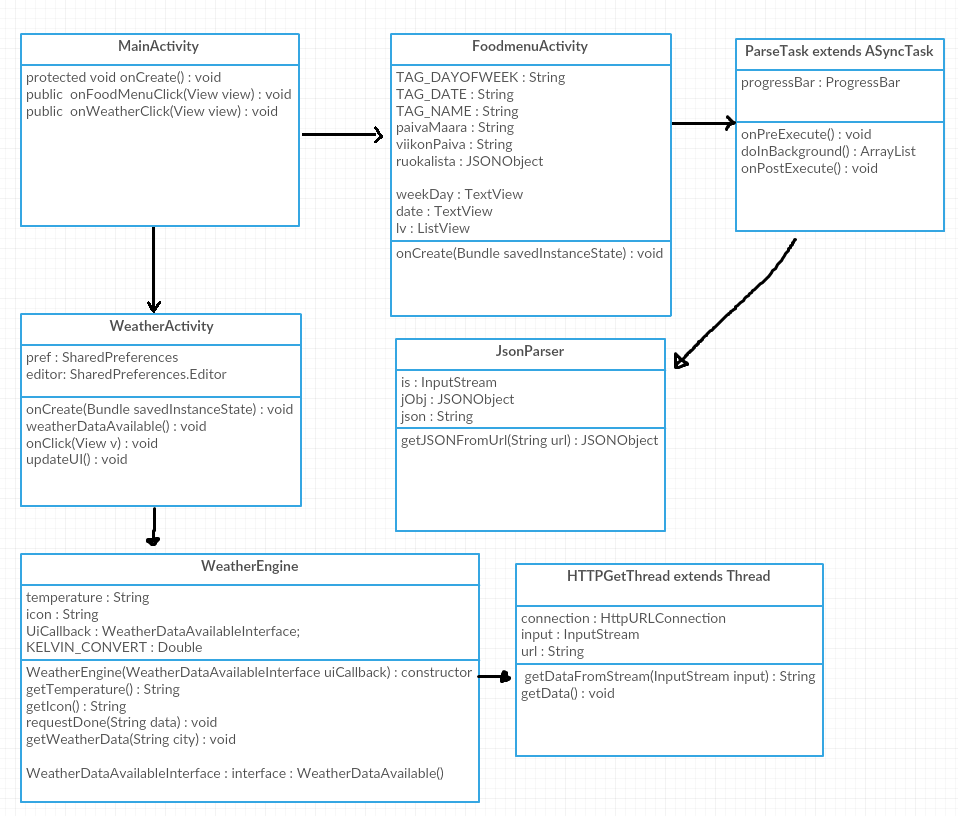 MainActivity
protected void onCreate() : void
public  onFoodMenuClick(View view) : void
public  onWeatherClick(View view) : void
FoodmenuActivity
TAG_DAYOFWEEK : String
TAG_DATE : String
TAG_NAME : String
paivaMaara : String
viikonPaiva : String
ruokalista : JSONObject
weekDay : TextView
date : TextView
lv : ListView
onCreate(Bundle savedInstanceState) : void
ParseTask extends ASyncTask
progressBar : ProgressBar
onPreExecute() : void
doInBackground() : ArrayList
onPostExecute() : void
WeatherActivity
pref : SharedPreferences
editor: SharedPreferences.Editor
onCreate(Bundle savedInstanceState) : void
weatherDataAvailable() : void
onClick(View v) : void
updateUI() : void
JsonParser
is : InputStream
jObj : JSONObject
json : String
getJSONFromUrl(String url) : JSONObject
WeatherEngine
temperature : String
icon : String
UiCallback : WeatherDataAvailableInterface;
KELVIN_CONVERT : Double
WeatherEngine(WeatherDataAvailableInterface uiCallback) : constructor
getTemperature() : String
getIcon() : String
requestDone(String data) : void
getWeatherData(String city) : void
WeatherDataAvailableInterface : interface : WeatherDataAvailable()
HTTPGetThread extends Thread
connection : HttpURLConnection
input : InputStream
url : String
getDataFromStream(InputStream input) : String
getData() : void